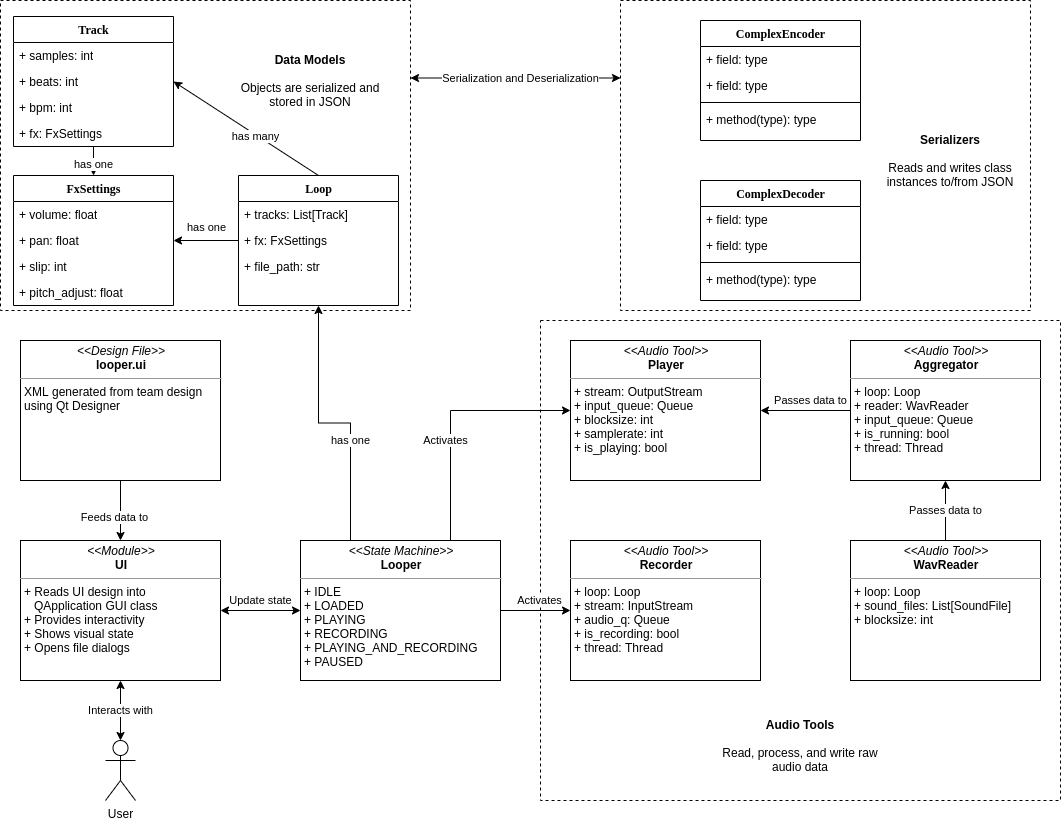 Track
+ samples: int
+ beats: int
+ bpm: int
+ fx: FxSettings
Data Models
Objects are serialized and
stored in JSON
has many
has one
FxSettings
+ volume: float
+ pan: float
+ slip: int
+ pitch_adjust: float
has one
Loop
+ tracks: List[Track]
+ fx: FxSettings
+ file_path: str
Serialization and Deserialization
ComplexEncoder
+ field: type
+ field: type
+ method(type): type
Serializers
Reads and writes class
instances to/from JSON
ComplexDecoder
+ field: type
+ field: type
+ method(type): type
<<Design File>>
looper.ui
XML generated from team design
using Qt Designer
has one
Activates
<<Audio Tool>>
Player
+ stream: OutputStream
+ input_queue: Queue
+ blocksize: int
+ samplerate: int
+ is_playing: bool
Passes data to
<<Audio Tool>>
Aggregator
+ loop: Loop
+ reader: WavReader
+ input_queue: Queue
+ is_running: bool
+ thread: Thread
Feeds data to
Passes data to
<<Module>>
UI
+ Reads UI design into
QApplication GUI class
+ Provides interactivity
+ Shows visual state
+ Opens file dialogs
Update state
<<State Machine>>
Looper
+ IDLE
+ LOADED
+ PLAYING
+ RECORDING
+ PLAYING_AND_RECORDING
+ PAUSED
Activates
<<Audio Tool>>
Recorder
+ loop: Loop
+ stream: InputStream
+ audio_q: Queue
+ is_recording: bool
+ thread: Thread
<<Audio Tool>>
WavReader
+ loop: Loop
+ sound_files: List[SoundFile]
+ blocksize: int
Interacts with
User
Audio Tools
Read, process, and write raw
audio data